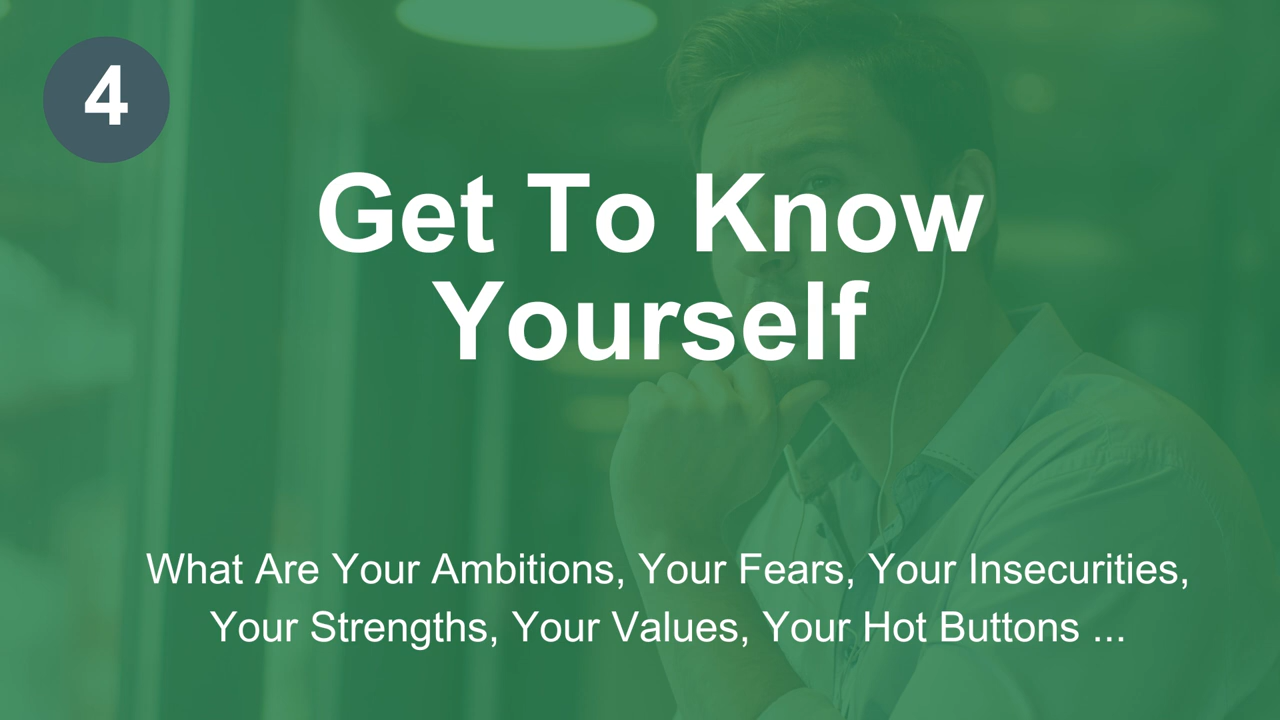 4
Get To Know
Yourself
What Are Your Ambitions, Your Fears, Your Insecurities,
Your Strengths, Your Values, Your Hot Buttons ...